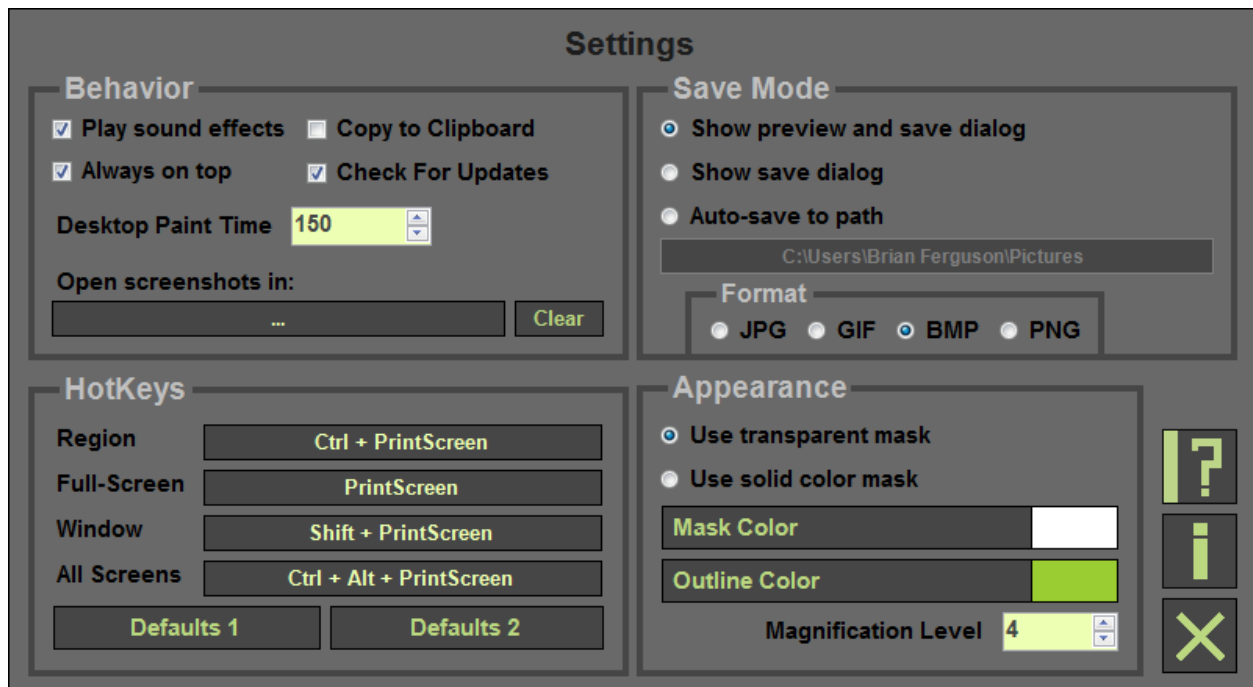 Settings
Behavior
Play sound effects
Copy to Clipboard
Always on top
Check For Updates
Desktop Paint Time 150
Open screenshots in:
...
Clear
Save Mode
Show preview and save dialog
Show save dialog
Auto-save to path
C:\Users\Brian Ferguson\Pictures
Format
JPG GIF BMP PNG
HotKeys
Region Ctrl + PrintScreen
Full-Screen PrintScreen
Window Shift + PrintScreen
All Screens Ctrl + Alt + PrintScreen
Defaults 1 Defaults 2
Appearance
Use transparent mask
Use solid color mask
Mask Color
Outline Color
Magnification Level 4
?
i